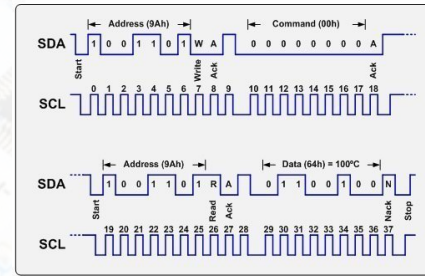 Address (9Ah) Command (00h)
SDA 1 0 0 1 1 0 1 W A 0 0 0 0 0 0 0 0 A
Start Write Ack Ack
SCL 0 1 2 3 4 5 6 7 8 9 10 11 12 13 14 15 16 17 18
Address (9Ah) Data (64h) = 100ºC
SDA 1 0 0 1 1 0 1 R A 0 1 1 0 0 1 0 0 N
Start Read Ack Nack Stop
SCL 19 20 21 22 23 24 25 26 27 28 29 30 31 32 33 34 35 36 37